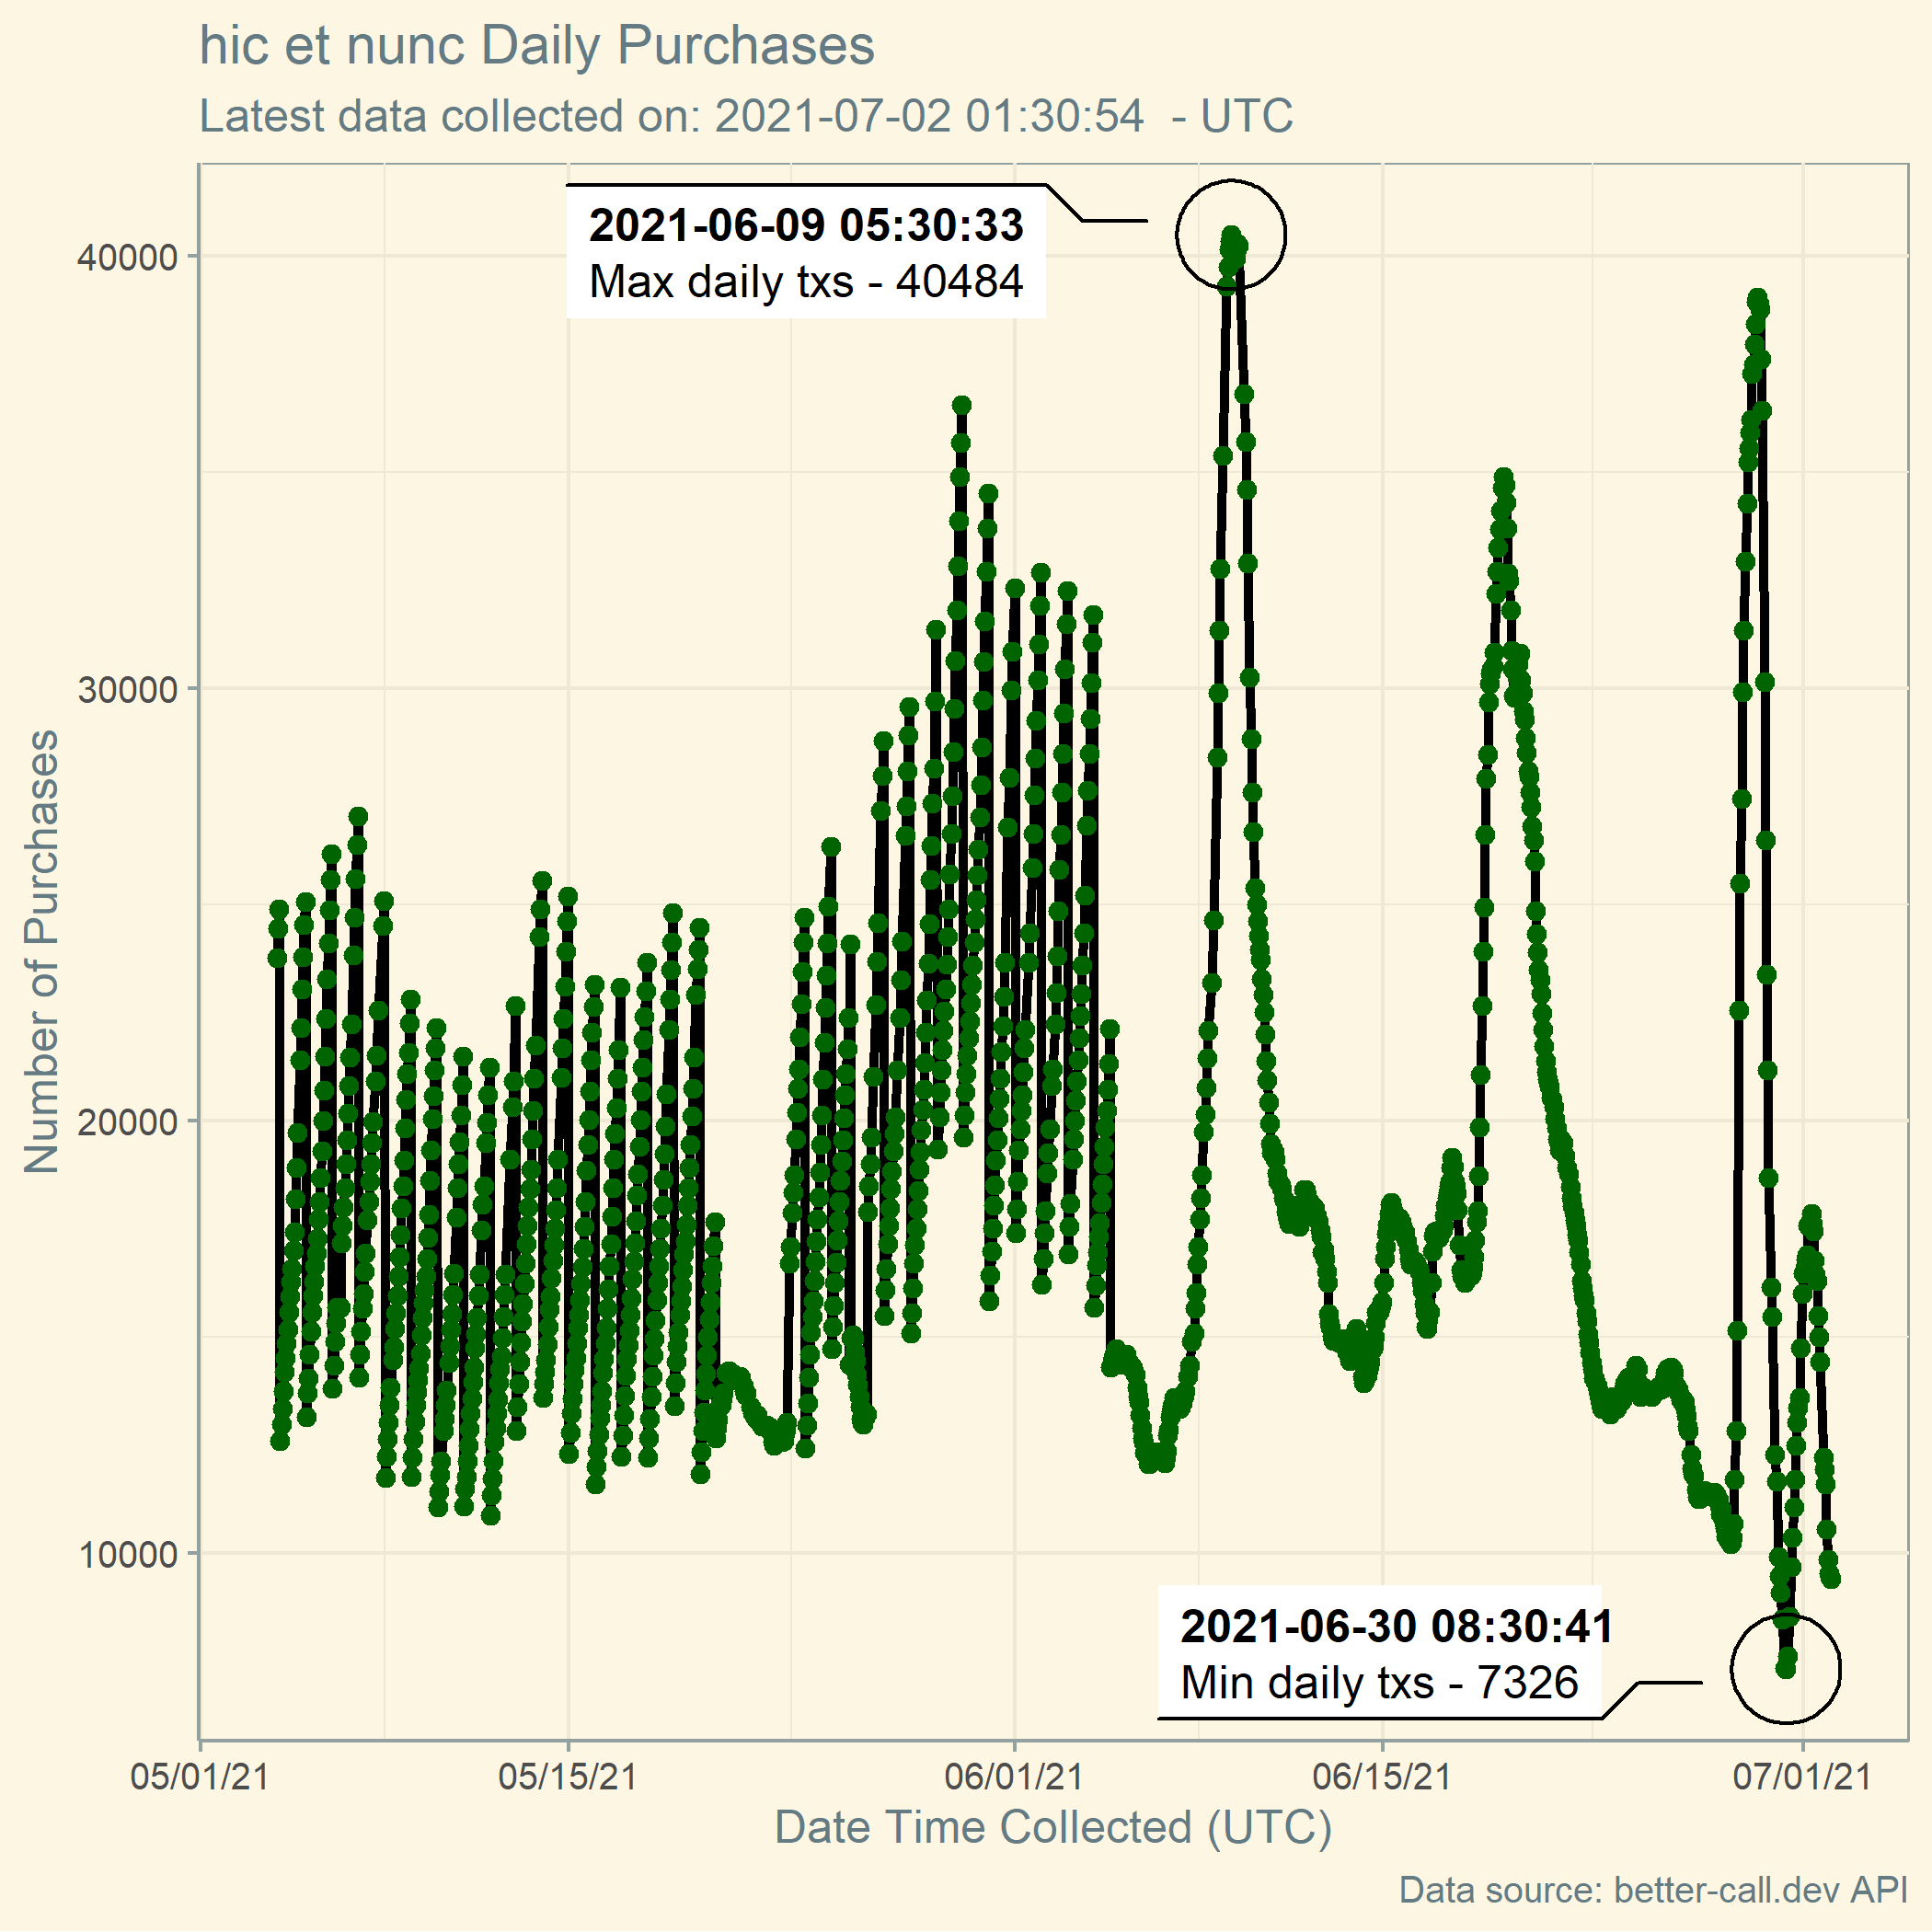 hic et nunc Daily Purchases
Latest data collected on: 2021-07-02 01:30:54  - UTC
2021-06-09 05:30:33
Max daily txs - 40484
40000
30000
20000
10000
Number of Purchases
2021-06-30 08:30:41
Min daily txs - 7326
05/01/21
05/15/21
06/01/21
06/15/21
07/01/21
Date Time Collected (UTC)
Data source: better-call.dev API